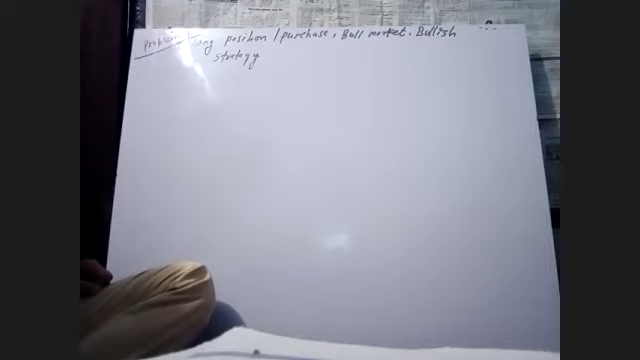 Problem Long position / purchase, Bull market, Bullish
strategy